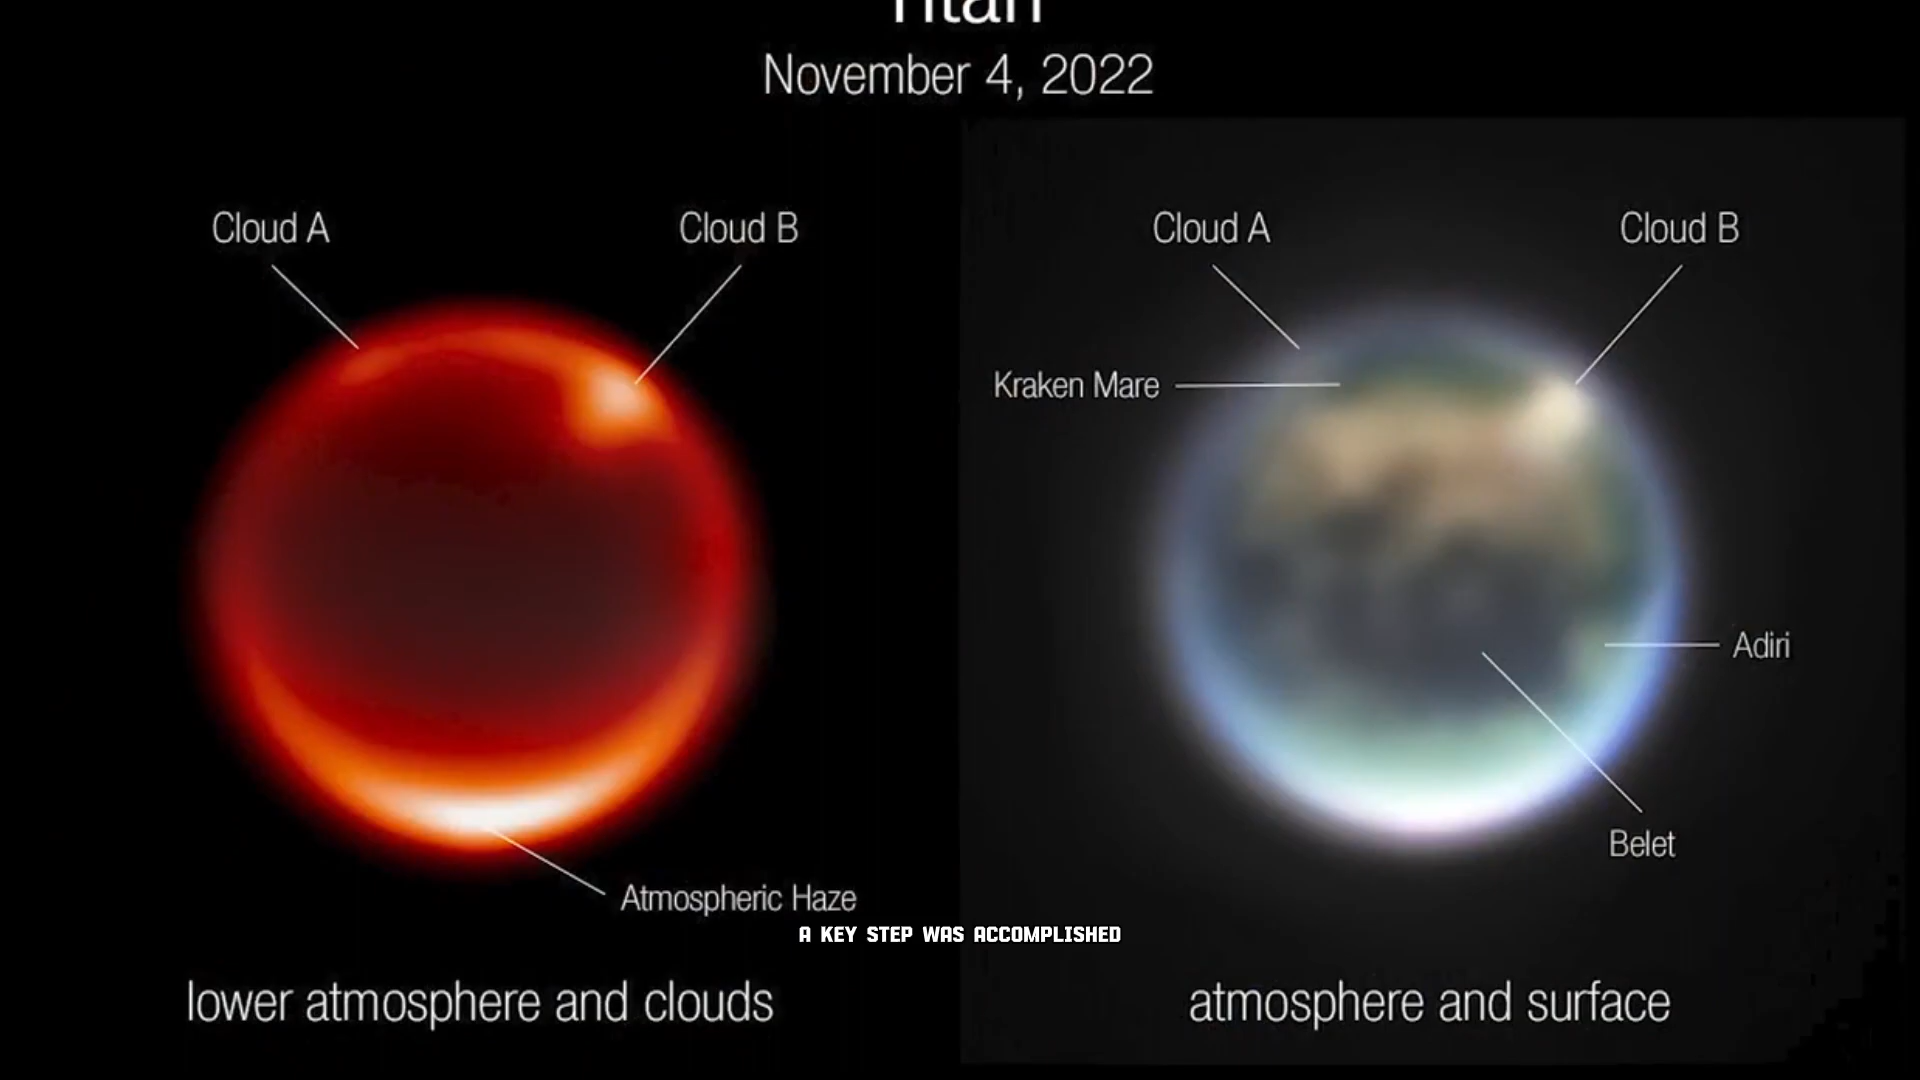 Titan
November 4, 2022
Cloud A
Cloud B
Atmospheric Haze
lower atmosphere and clouds
Cloud A
Cloud B
Kraken Mare
Adiri
Belet
atmosphere and surface
A KEY STEP WAS ACCOMPLISHED